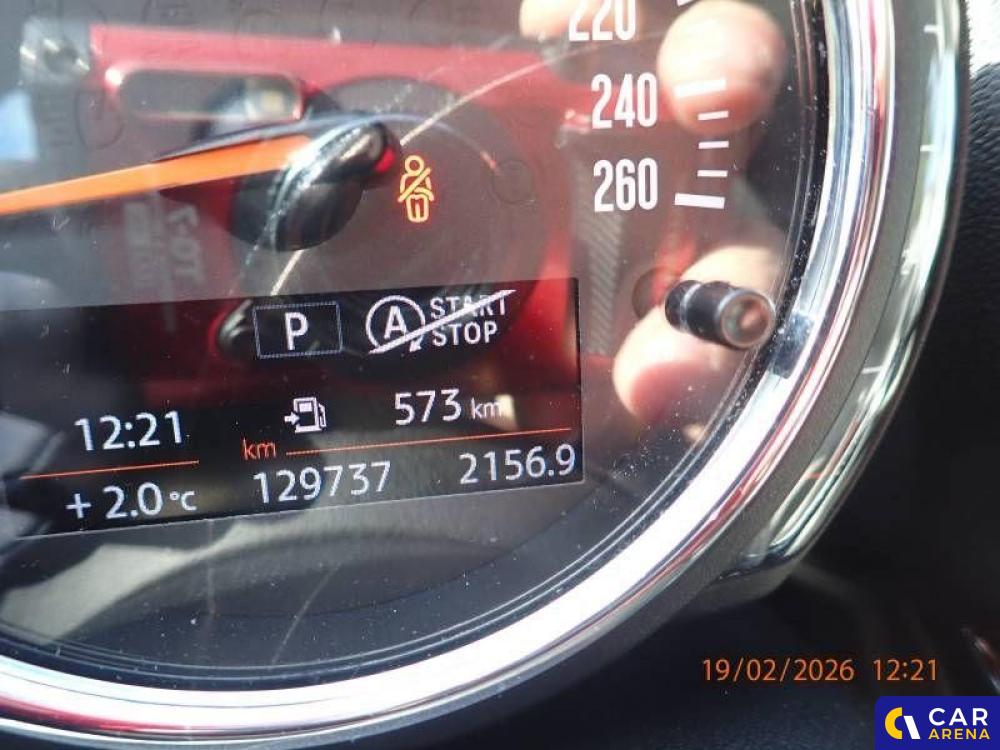 220
240
260
P
A START
STOP
12:21
573 km
km
+ 2.0 °C
129737
2156.9
19/02/2026 12:21
CAR
ARENA